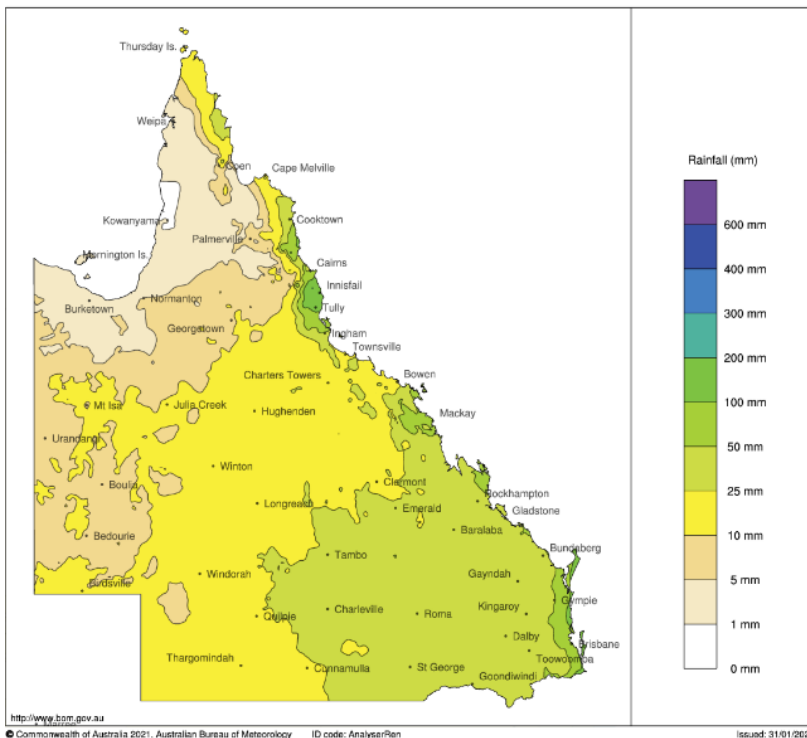 Thursday Is.
Weipa
Coen
Cape Melville
Kowanyama
Cooktown
Palmerville
Mornington Is.
Cairns
Innisfail
Burketown
Normanton
Tully
Georgetown
Ingham
Townsville
Charters Towers
Bowen
Mt Isa
Julia Creek
Hughenden
Mackay
Urandangi
Winton
Boulia
Clermont
Longreach
Rockhampton
Emerald
Gladstone
Bedourie
Baralaba
Tambo
Bundaberg
Birdsville
Windorah
Gayndah
Gympie
Quilpie
Charleville
Roma
Kingaroy
Dalby
Brisbane
Thargomindah
Cunnamulla
St George
Toowoomba
Goondiwindi
Rainfall (mm)
600 mm
400 mm
300 mm
200 mm
100 mm
50 mm
25 mm
10 mm
5 mm
1 mm
0 mm
http://www.bom.gov.au
© Commonwealth of Australia 2021, Australian Bureau of Meteorology ID code: AnalyserRen Issued: 31/01/202